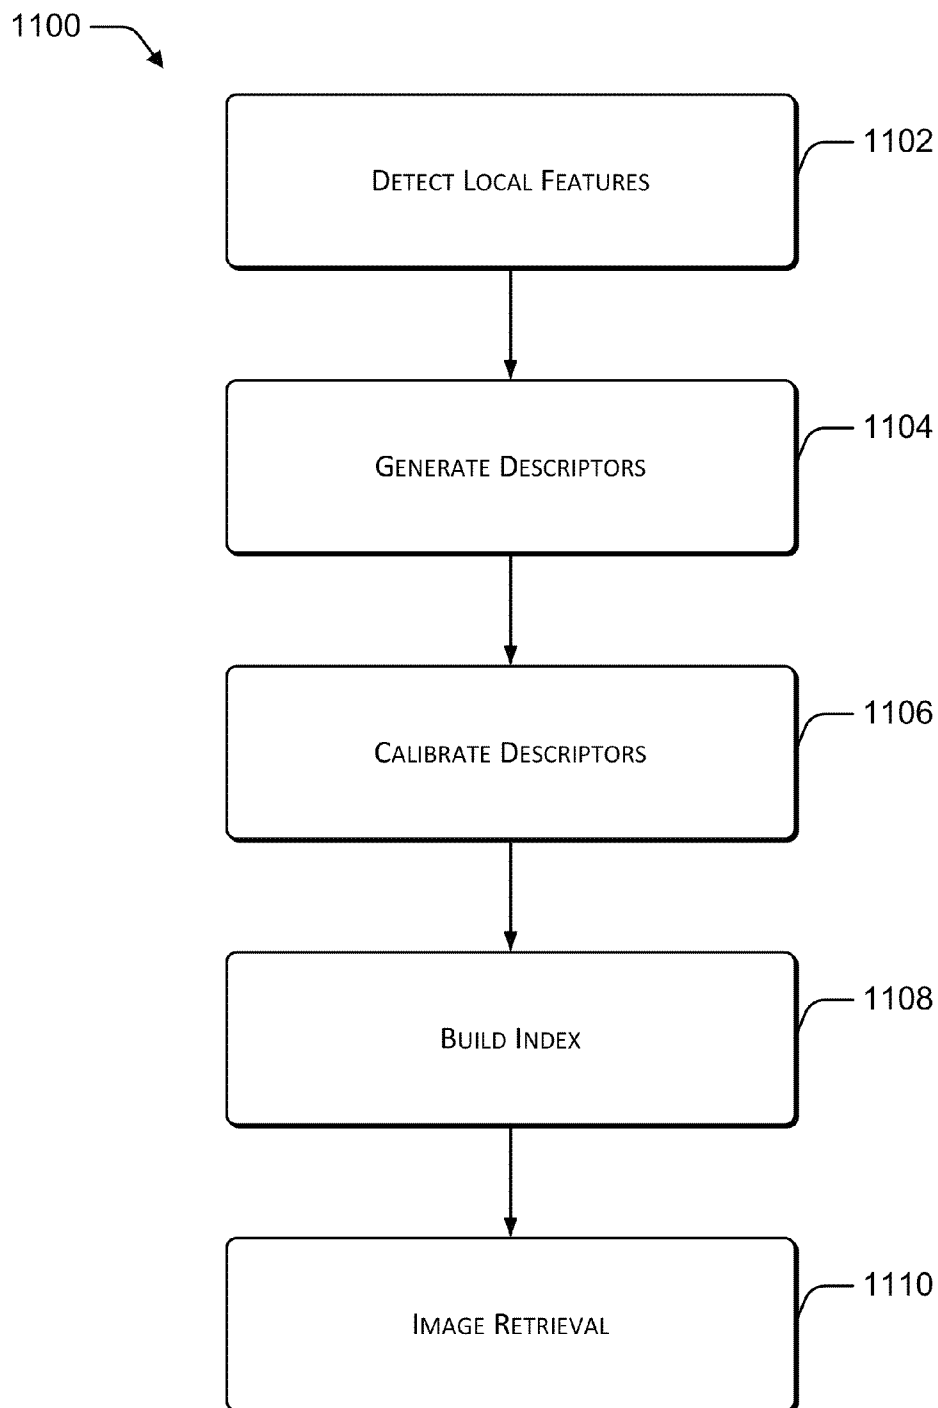 1100
DETECT LOCAL FEATURES
1102
GENERATE DESCRIPTORS
1104
CALIBRATE DESCRIPTORS
1106
BUILD INDEX
1108
IMAGE RETRIEVAL
1110